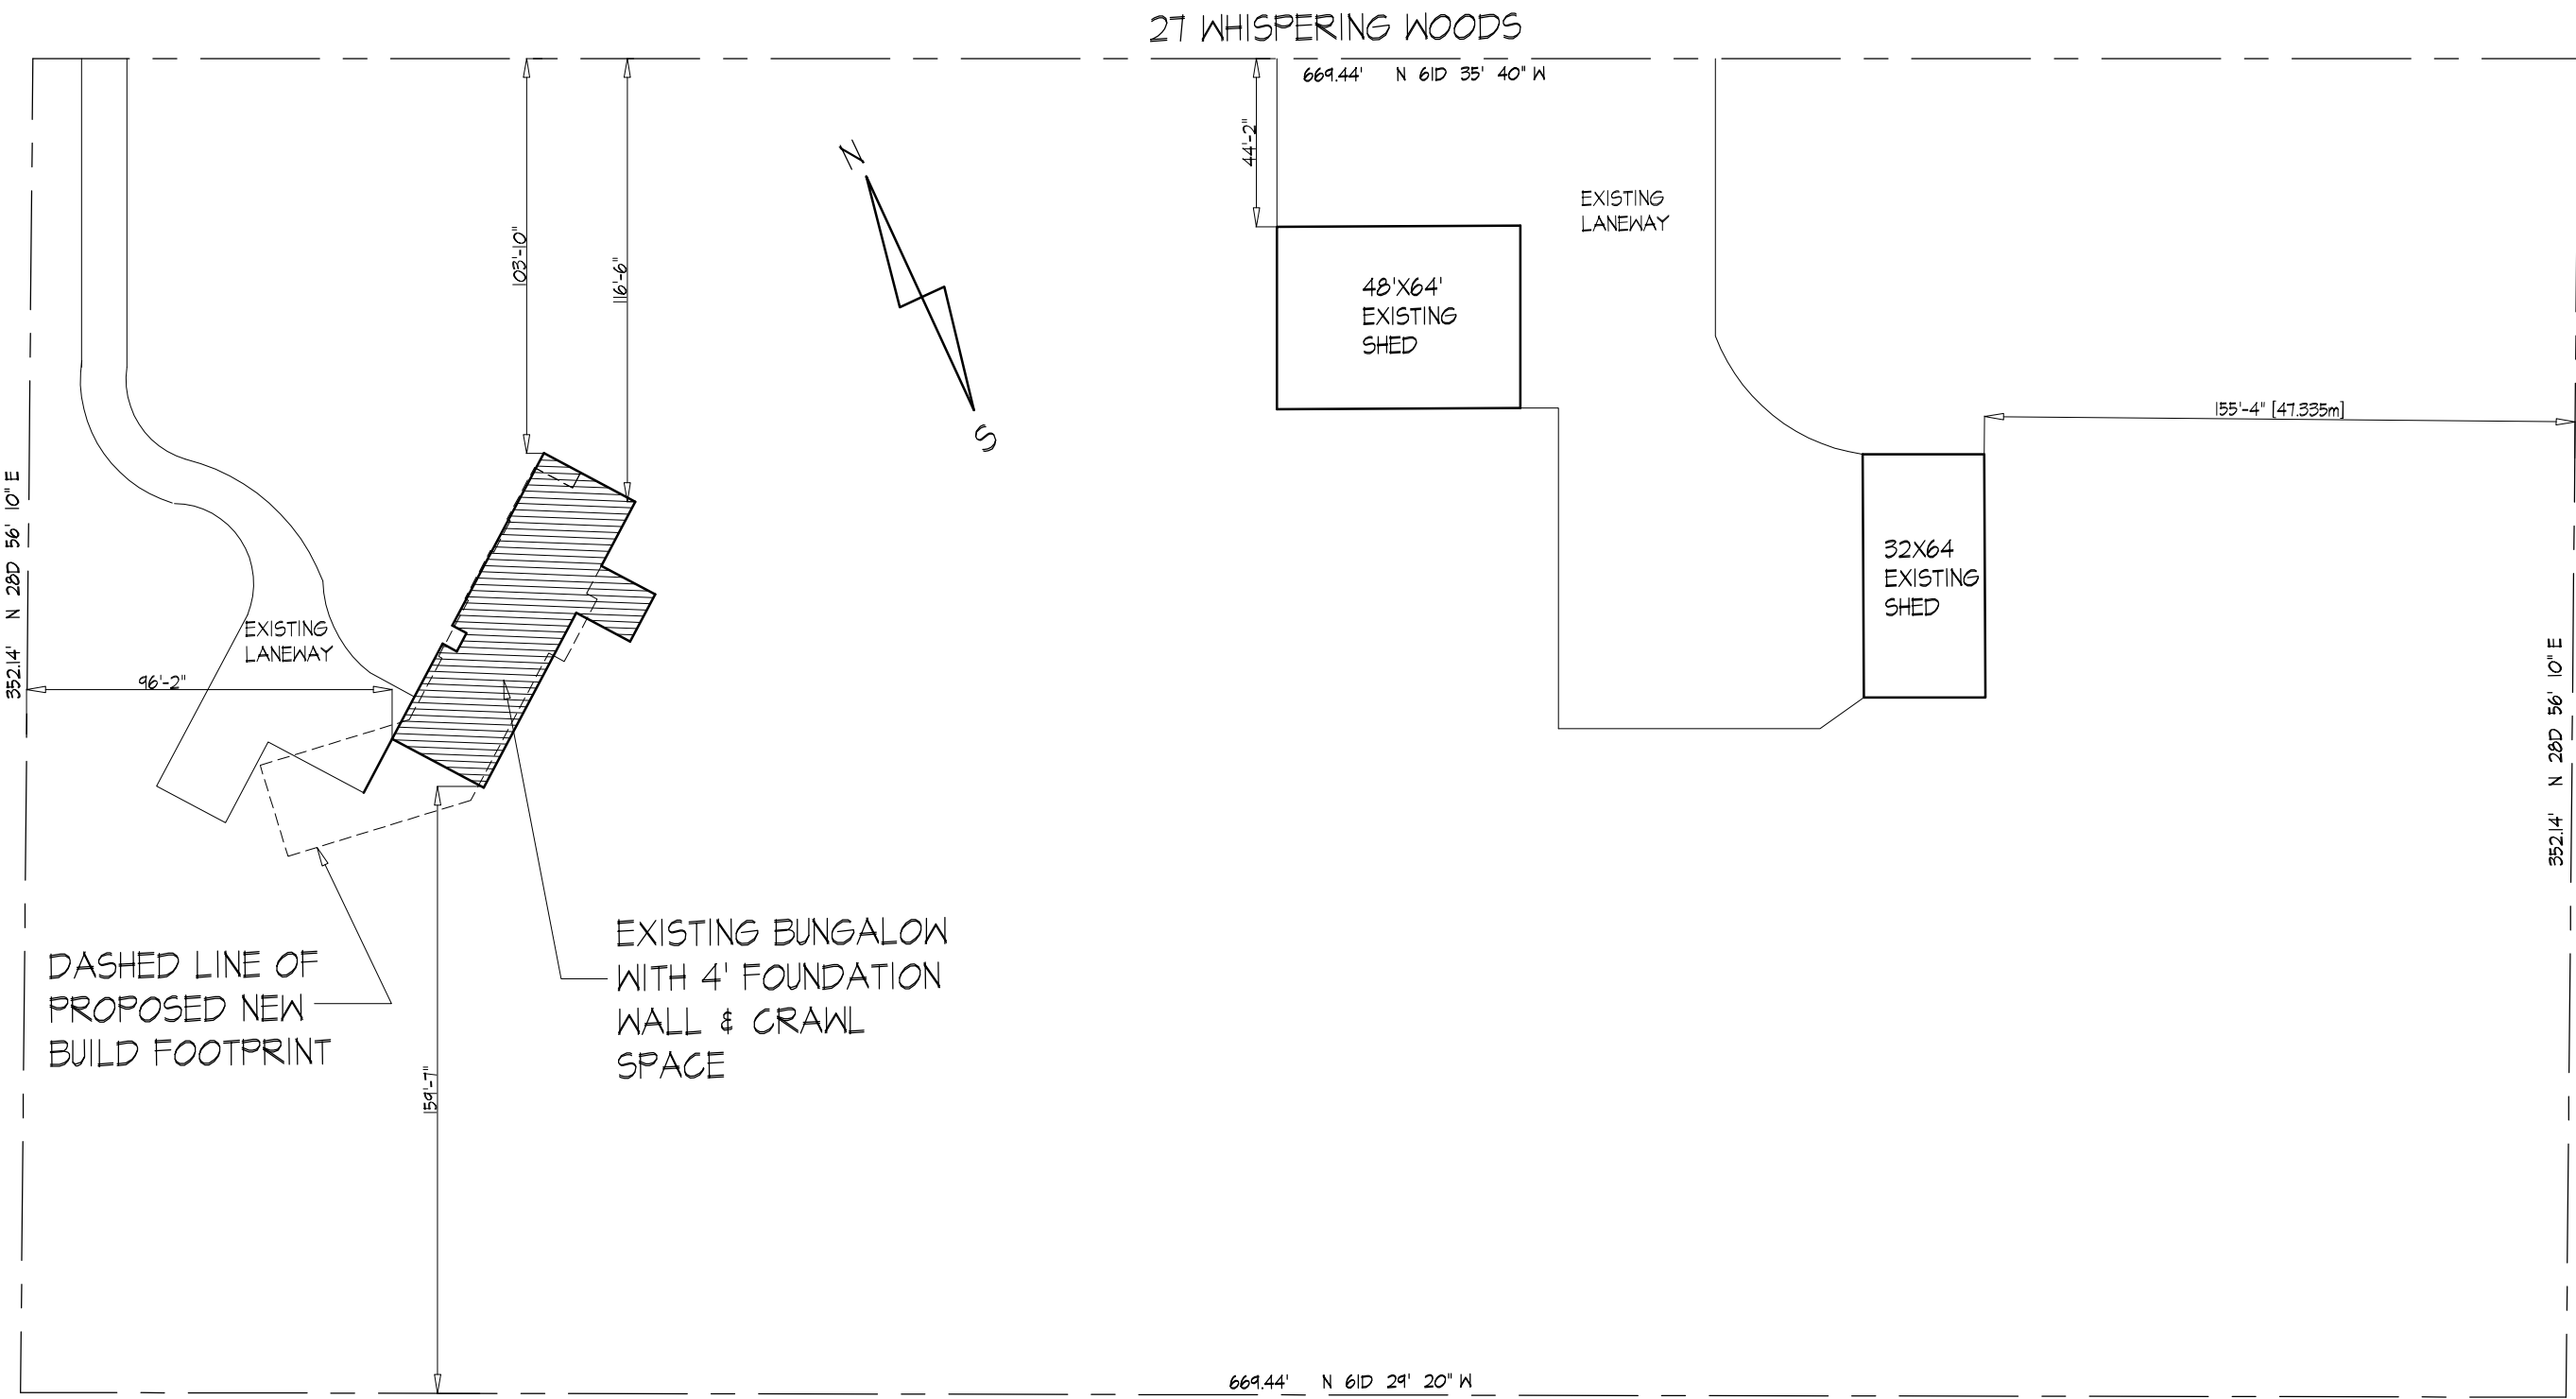 27 WHISPERING WOODS
669.44' N 61D 35' 40" W
44'-2"
103'-10"
116'-6"
N
S
EXISTING
LANEWAY
48'X64'
EXISTING
SHED
155'-4" [47.335m]
32X64
EXISTING
SHED
352.14' N 28D 56' 10" E
352.14' N 28D 56' 10" E
EXISTING
LANEWAY
96'-2"
DASHED LINE OF
PROPOSED NEW
BUILD FOOTPRINT
EXISTING BUNGALOW
WITH 4' FOUNDATION
WALL & CRAWL
SPACE
159'-7"
669.44' N 61D 29' 20" W